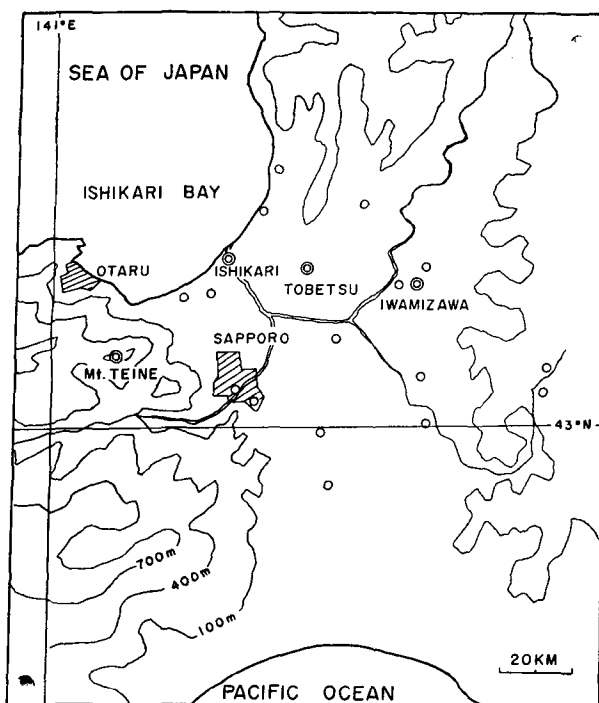 141°E
SEA OF JAPAN
ISHIKARI BAY
OTARU
ISHIKARI
TOBETSU
IWAMIZAWA
SAPPORO
Mt. TEINE
43°N
700m
400m
100m
20KM
PACIFIC OCEAN